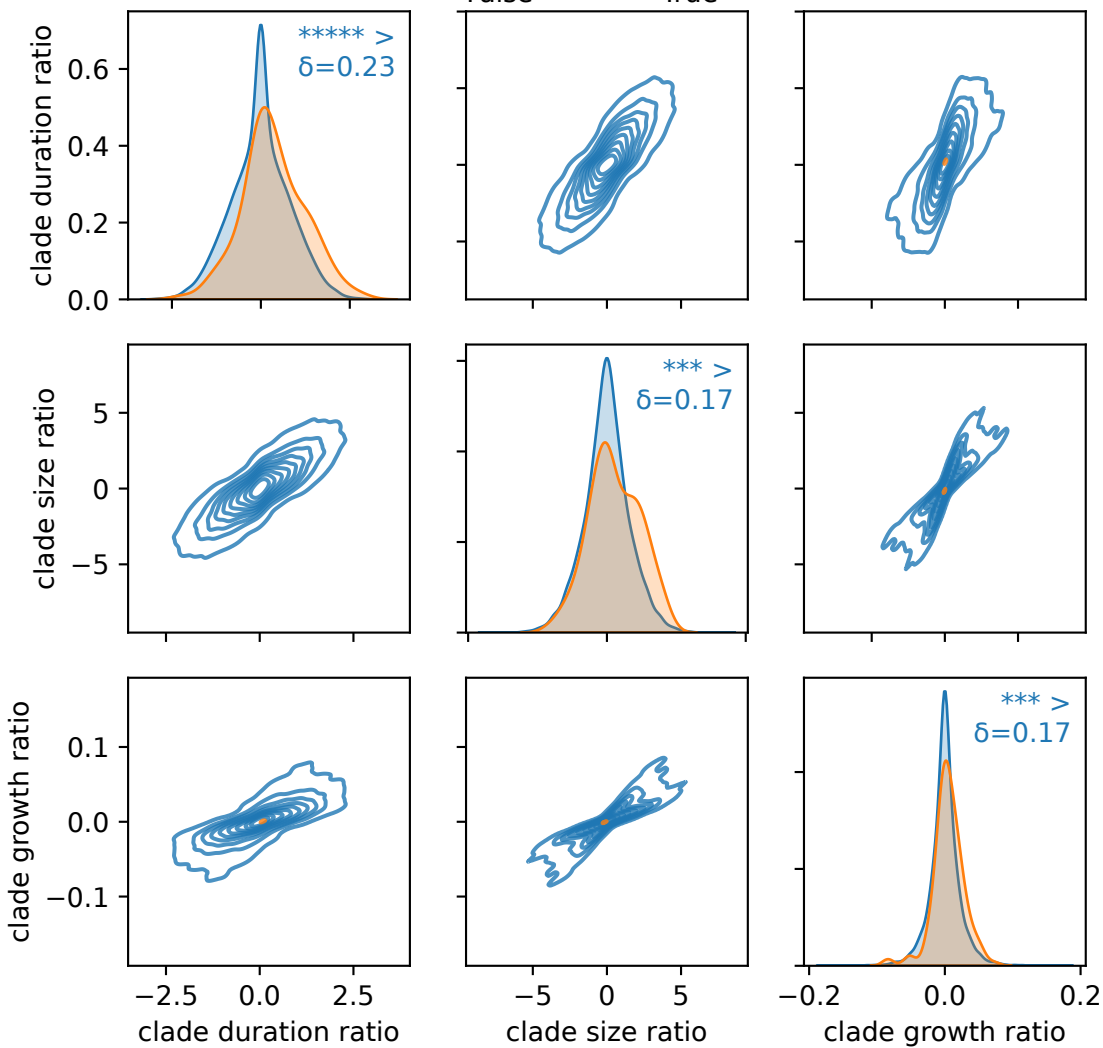 False True
***** >
δ=0.23
0.6
0.4
0.2
0.0
clade duration ratio
*** >
δ=0.17
5
0
−5
clade size ratio
*** >
δ=0.17
0.1
0.0
−0.1
clade growth ratio
−2.5 0.0 2.5
−5 0 5
−0.2 0.0 0.2
clade duration ratio
clade size ratio
clade growth ratio